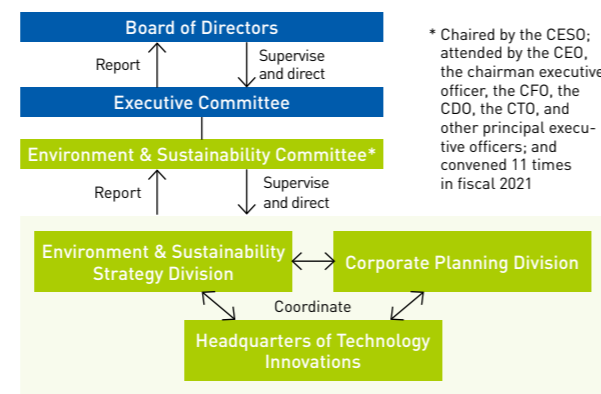 Board of Directors
Report
Supervise
and direct
Executive Committee
Environment & Sustainability Committee*
Report
Supervise
and direct
Environment & Sustainability
Strategy Division
Corporate Planning Division
Coordinate
Headquarters of Technology
Innovations
* Chaired by the CESO;
attended by the CEO,
the chairman executive
officer, the CFO, the
CDO, the CTO, and
other principal execu-
tive officers; and
convened 11 times
in fiscal 2021